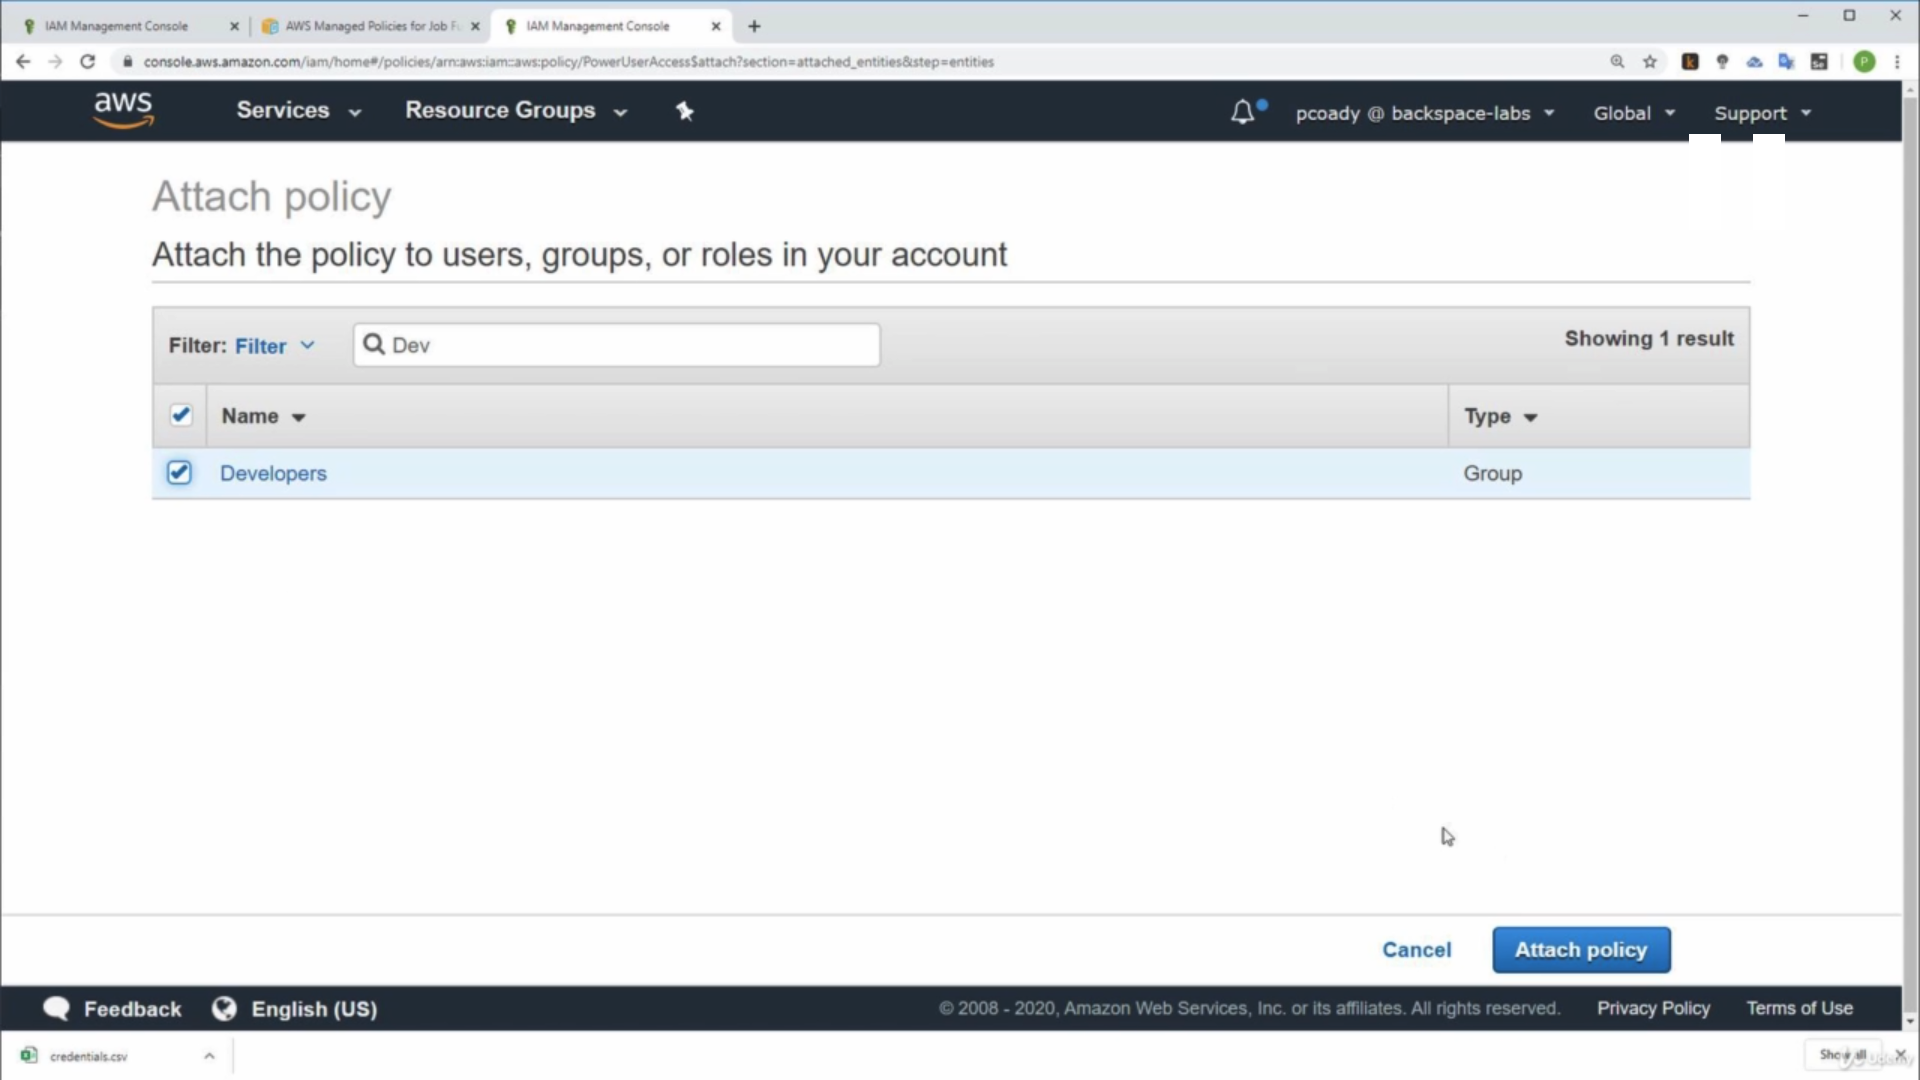 IAM Management Console
AWS Managed Policies for Job Fu
IAM Management Console
console.aws.amazon.com/iam/home#/policies/arn:aws:iam::aws:policy/PowerUserAccess$attach?section=attached_entities&step=entities
P
aws
Services
Resource Groups
pcoady @ backspace-labs
Global
Support
Attach policy
Attach the policy to users, groups, or roles in your account
Filter: Filter
Dev
Showing 1 result
Name
Type
Developers
Group
Cancel
Attach policy
Feedback
English (US)
© 2008 - 2020, Amazon Web Services, Inc. or its affiliates. All rights reserved.
Privacy Policy
Terms of Use
credentials.csv
Show all
Udemy